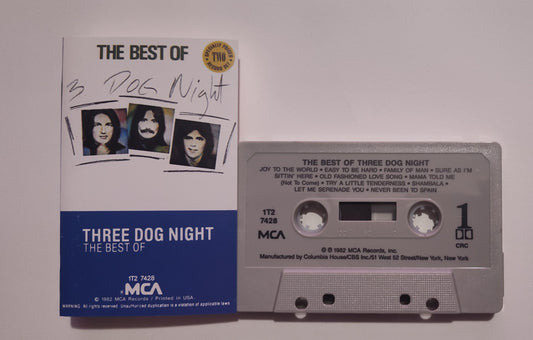 THE BEST OF
SPECIALLY PRICED
TWO
RECORD SET
3 DOG Night
THREE DOG NIGHT
THE BEST OF
1T2 7428
MCA
© 1982 MCA Records / Printed in USA.
WARNING: All rights reserved. Unauthorized duplication is a violation of applicable laws.
THE BEST OF THREE DOG NIGHT
JOY TO THE WORLD • EASY TO BE HARD • FAMILY OF MAN • SURE AS I'M
SITTIN' HERE • OLD FASHIONED LOVE SONG • MAMA TOLD ME
(Not To Come) • TRY A LITTLE TENDERNESS • SHAMBALA •
LET ME SERENADE YOU • NEVER BEEN TO SPAIN
1T2
7428
1
MCA
CRC
℗ © 1982 MCA Records, Inc.
Manufactured by Columbia House/CBS Inc./51 West 52 Street/New York, New York